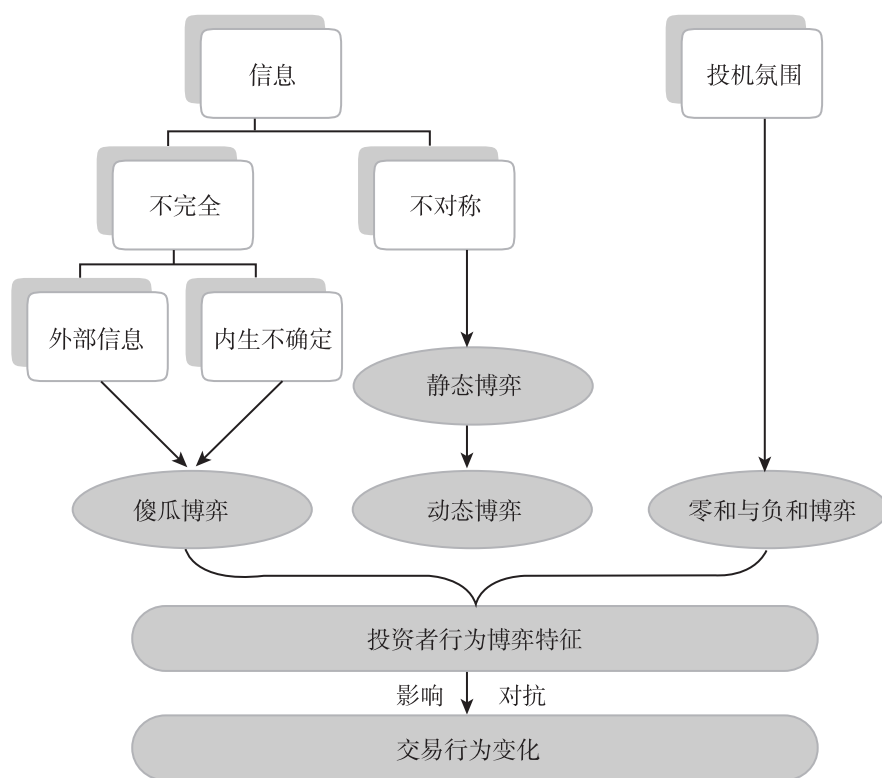 信息
投机氛围
不完全
不对称
外部信息
内生不确定
静态博弈
傻瓜博弈
动态博弈
零和与负和博弈
投资者行为博弈特征
影响 对抗
交易行为变化